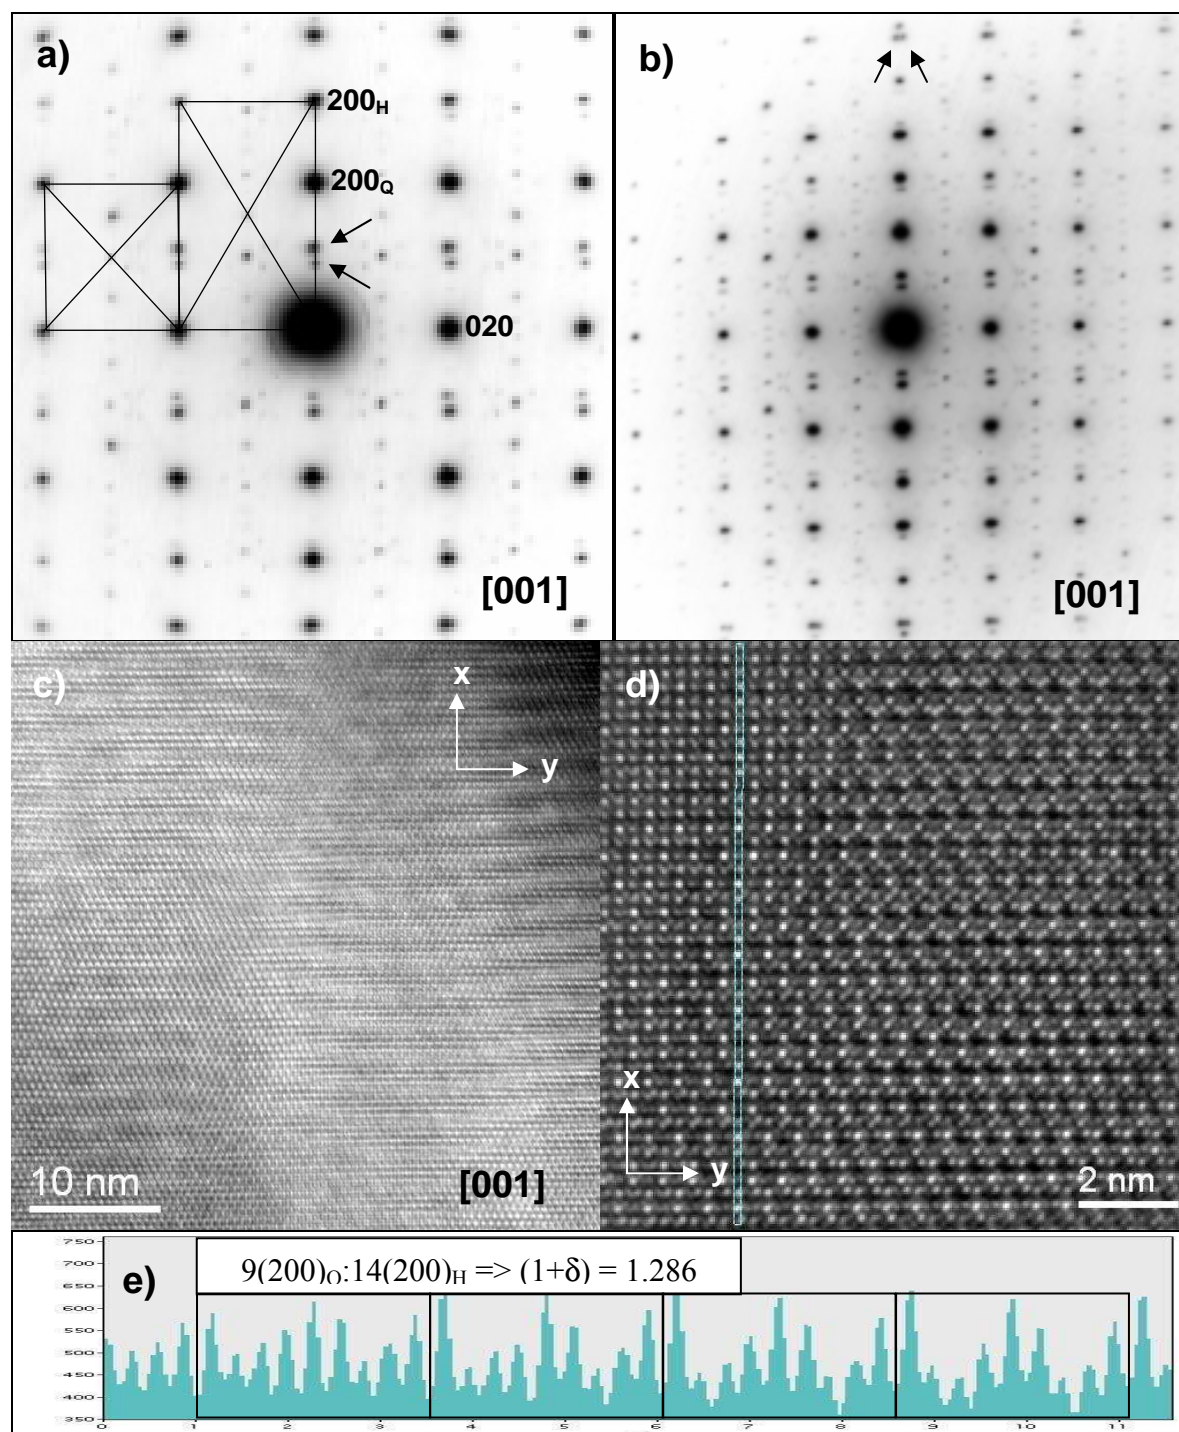 a)
200H
200Q
020
[001]
b)
[001]
c)
x
y
10 nm
[001]
d)
x
y
2 nm
e)
9(200)Q:14(200)H => (1+δ) = 1.286
750
700
650
600
550
500
450
400
350
0 1 2 3 4 5 6 7 8 9 10 11